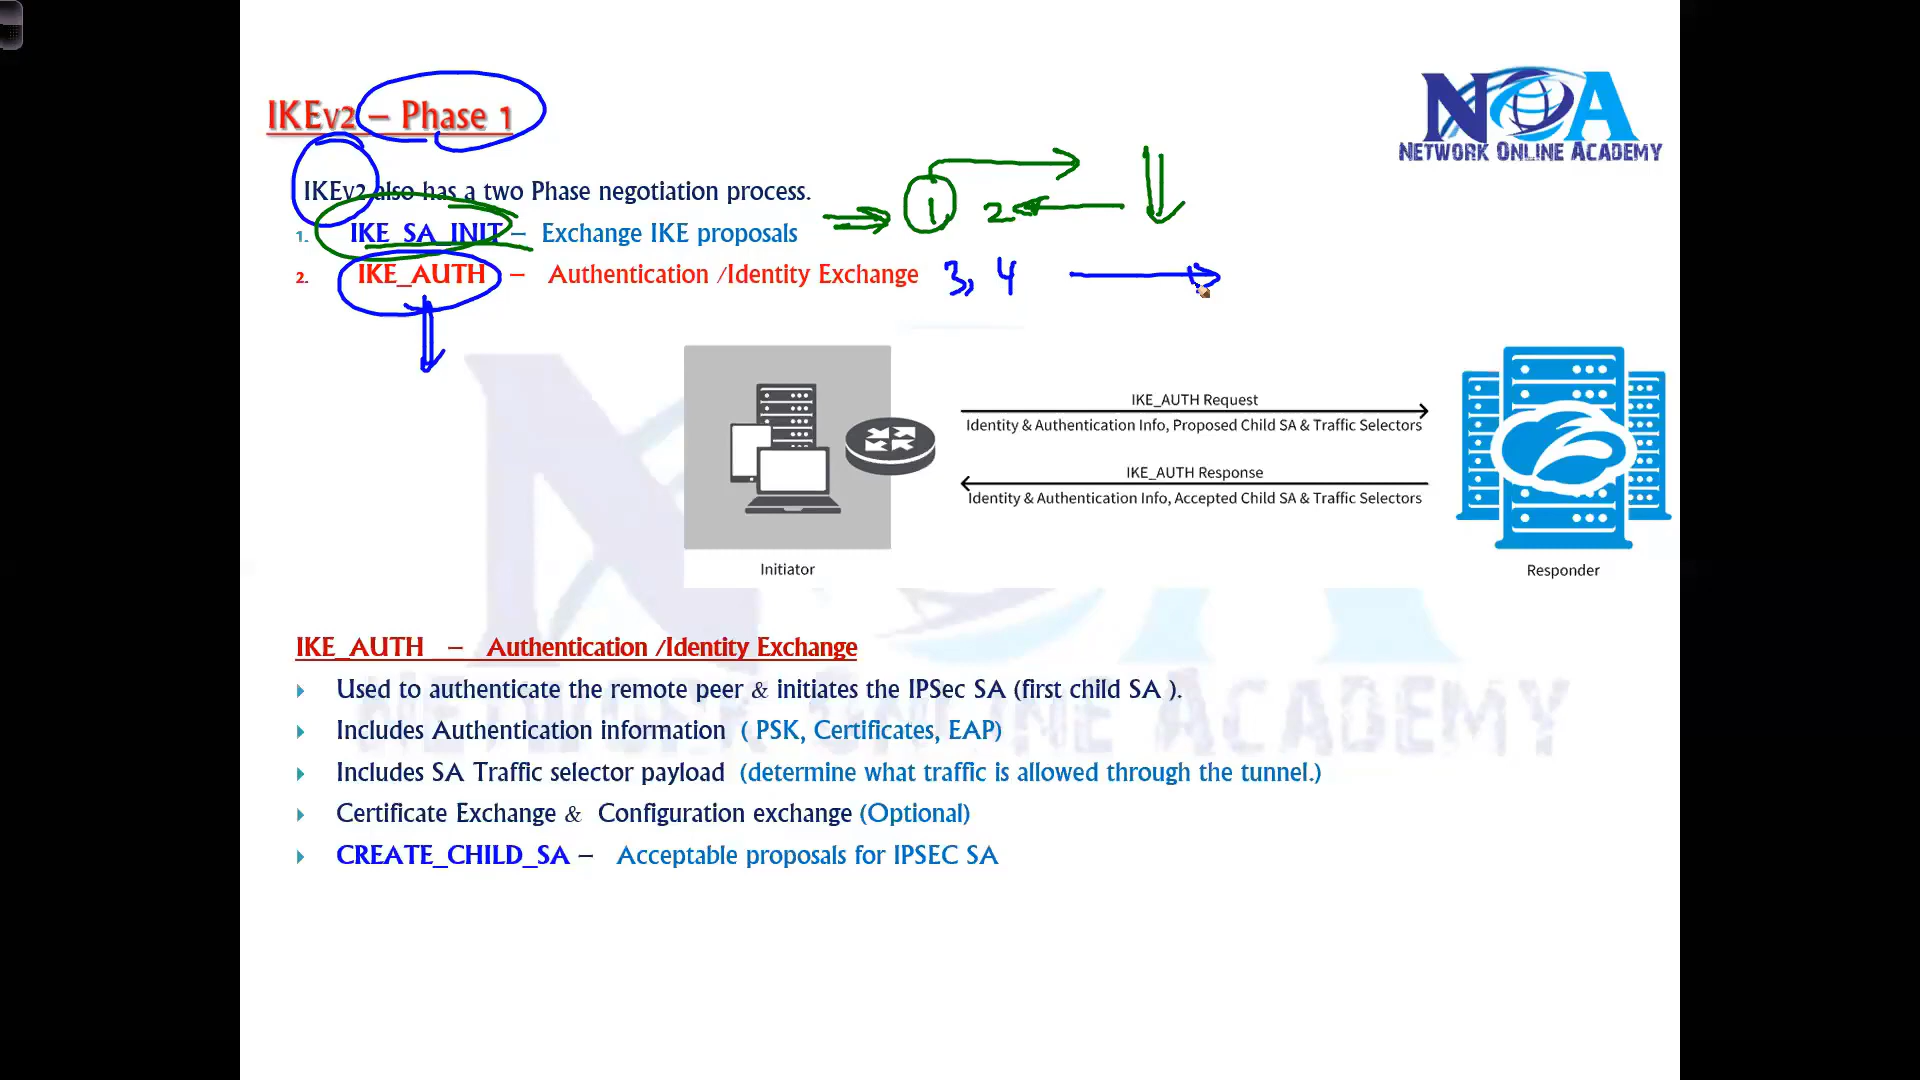 IKEv2 – Phase 1
NOA
NETWORK ONLINE ACADEMY
IKEv2 also has a two Phase negotiation process.
1. IKE_SA_INIT – Exchange IKE proposals
1 2
2. IKE_AUTH – Authentication /Identity Exchange
3, 4
IKE_AUTH Request
Identity & Authentication Info, Proposed Child SA & Traffic Selectors
IKE_AUTH Response
Identity & Authentication Info, Accepted Child SA & Traffic Selectors
Initiator
Responder
IKE_AUTH – Authentication /Identity Exchange
Used to authenticate the remote peer & initiates the IPSec SA (first child SA ).
Includes Authentication information ( PSK, Certificates, EAP)
Includes SA Traffic selector payload (determine what traffic is allowed through the tunnel.)
Certificate Exchange & Configuration exchange (Optional)
CREATE_CHILD_SA – Acceptable proposals for IPSEC SA
NETWORK ONLINE ACADEMY